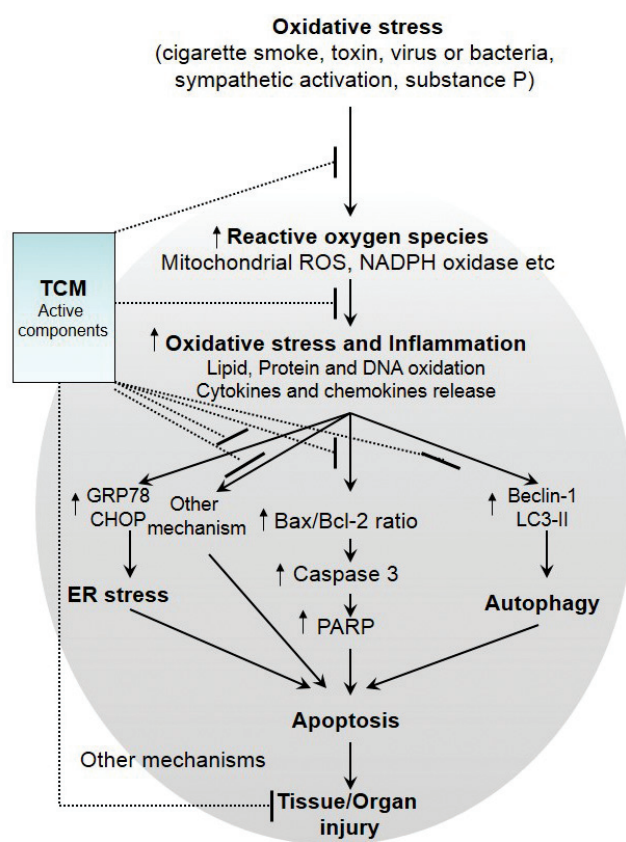 Oxidative stress
(cigarette smoke, toxin, virus or bacteria,
sympathetic activation, substance P)
↑ Reactive oxygen species
Mitochondrial ROS, NADPH oxidase etc
TCM
Active
components
↑ Oxidative stress and Inflammation
Lipid, Protein and DNA oxidation
Cytokines and chemokines release
↑ GRP78
CHOP
Other
mechanism
↑ Bax/Bcl-2 ratio
↑ Beclin-1
LC3-II
↑ Caspase 3
ER stress
Autophagy
↑ PARP
Apoptosis
Other mechanisms
Tissue/Organ
injury